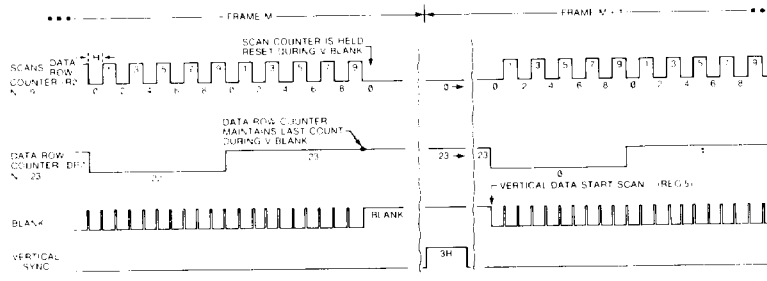 FRAME M
FRAME M + 1
SCAN COUNTER IS HELD
RESET DURING V BLANK
H
SCANS DATA
ROW
COUNTER
1 3 5 7 9 1 3 5 7 9
0 2 4 6 8 0 2 4 6 8 0
0
1 3 5 7 9 1 3 5 7 9
0 2 4 6 8 0 2 4 6 8
DATA ROW COUNTER
MAINTAINS LAST COUNT
DURING V BLANK
DATA ROW
COUNTER
23
23
23
23
0
VERTICAL DATA START SCAN (REG 5)
BLANK
BLANK
VERTICAL
SYNC
3H